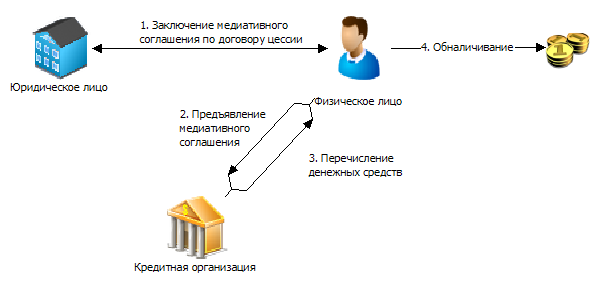 1. Заключение медиативного
соглашения по договору цессии
4. Обналичивание
Юридическое лицо
Физическое лицо
2. Предъявление
медиативного
соглашения
3. Перечисление
денежных средств
Кредитная организация